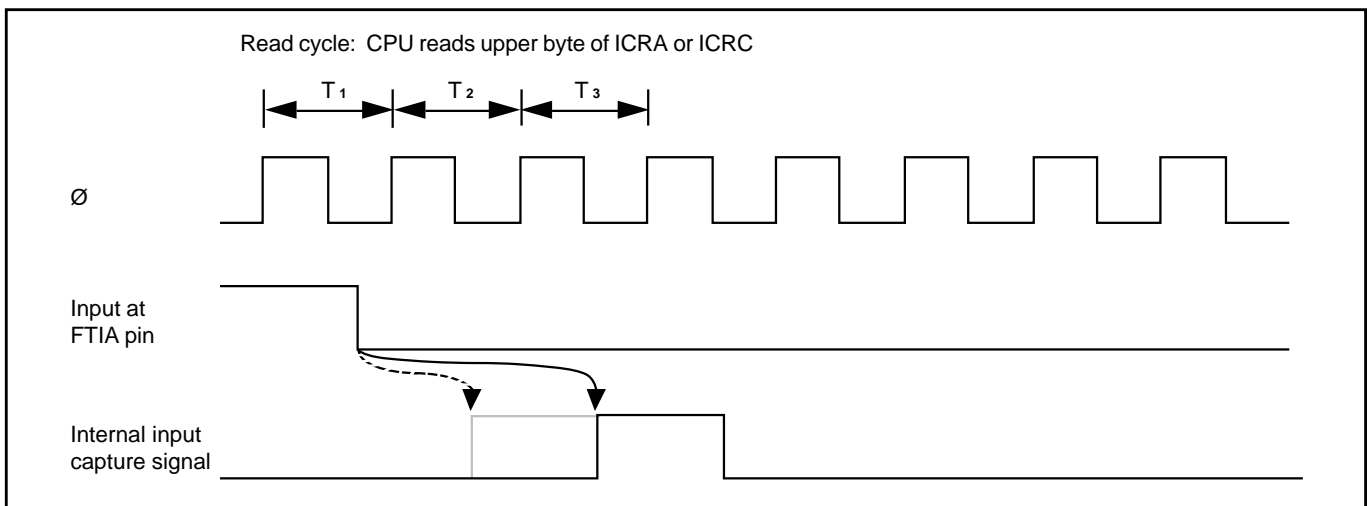 Read cycle: CPU reads upper byte of ICRA or ICRC
T1 T2 T3
Ø
Input at
FTIA pin
Internal input
capture signal